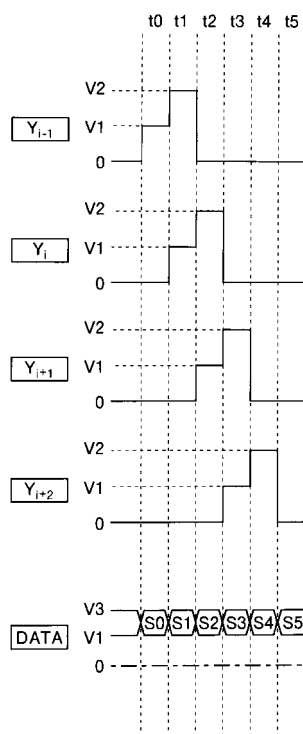 t0 t1 t2 t3 t4 t5
V2
V1
0
Yi-1
V2
V1
0
Yi
V2
V1
0
Yi+1
V2
V1
0
Yi+2
V3
V1
0
DATA
S0 S1 S2 S3 S4 S5